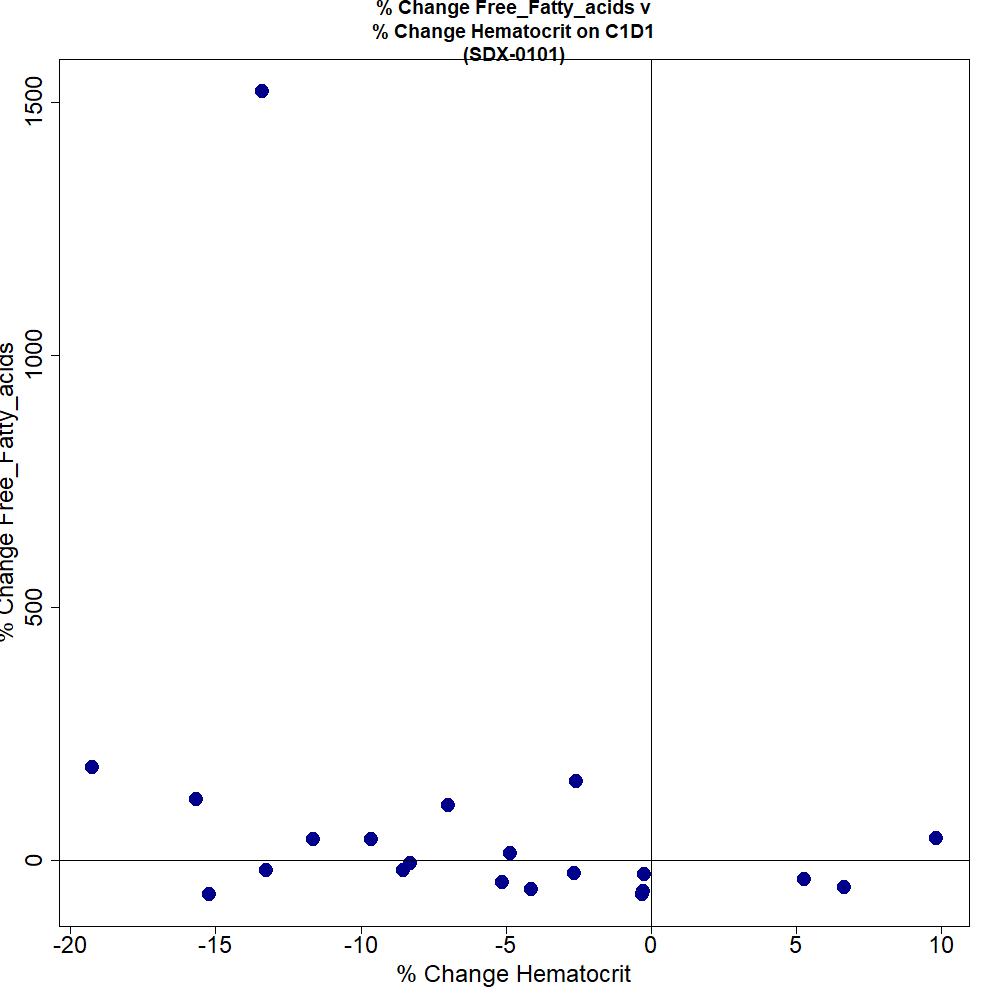 % Change Free_Fatty_acids v
% Change Hematocrit on C1D1
(SDX-0101)
1500
1000
500
0
% Change Free_Fatty_acids
-20 -15 -10 -5 0 5 10
% Change Hematocrit